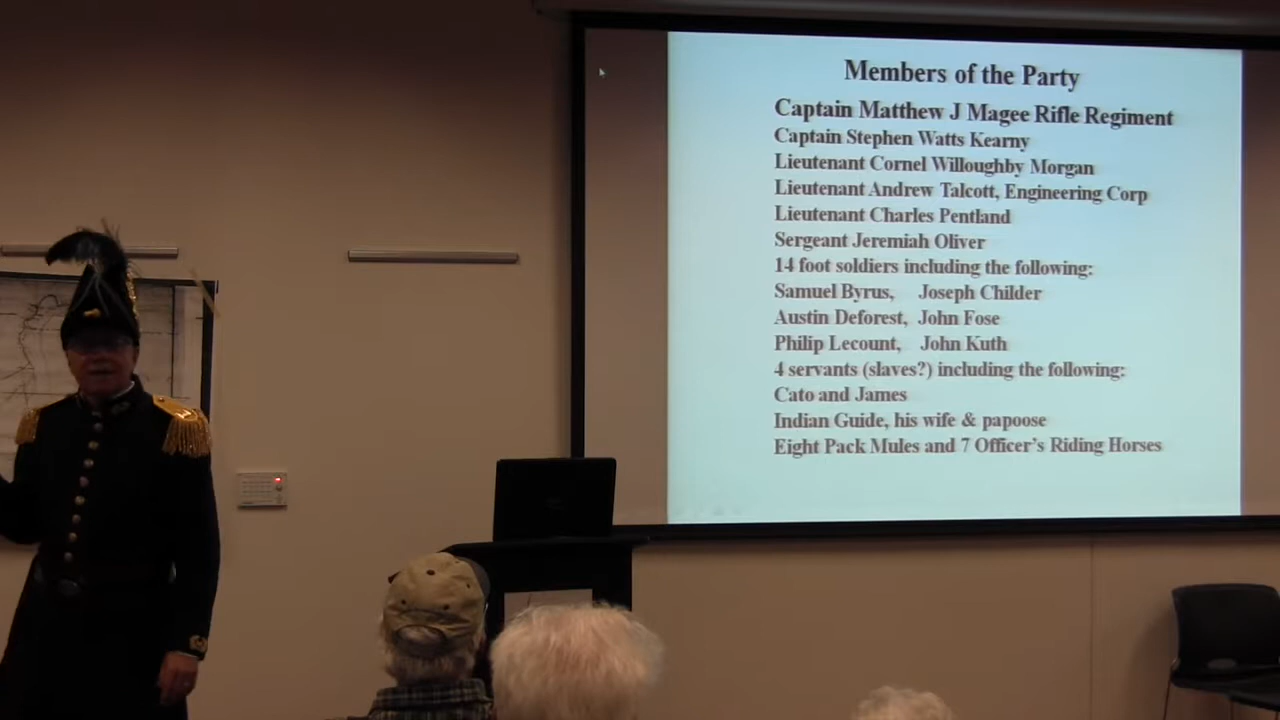 Members of the Party
Captain Matthew J Magee Rifle Regiment
Captain Stephen Watts Kearny
Lieutenant Cornel Willoughby Morgan
Lieutenant Andrew Talcott, Engineering Corp
Lieutenant Charles Pentland
Sergeant Jeremiah Oliver
14 foot soldiers including the following:
Samuel Byrus, Joseph Childer
Austin Deforest, John Fose
Philip Lecount, John Kuth
4 servants (slaves?) including the following:
Cato and James
Indian Guide, his wife & papoose
Eight Pack Mules and 7 Officer's Riding Horses